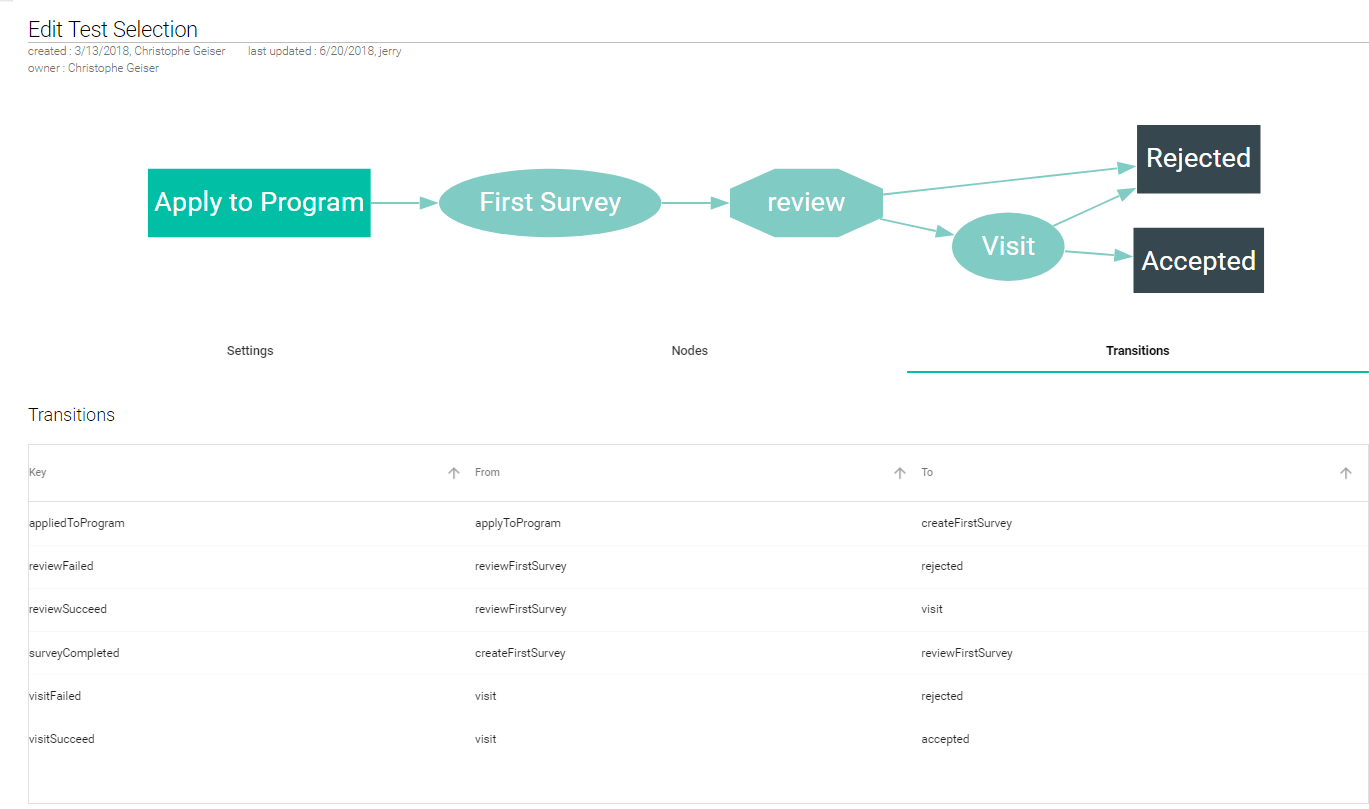 Edit Test Selection
created : 3/13/2018, Christophe Geiser last updated : 6/20/2018, jerry
owner : Christophe Geiser
Rejected
Apply to Program First Survey review
Visit
Accepted
Settings Nodes Transitions
Transitions
Key From To
appliedToProgram applyToProgram createFirstSurvey
reviewFailed reviewFirstSurvey rejected
reviewSucceed reviewFirstSurvey visit
surveyCompleted createFirstSurvey reviewFirstSurvey
visitFailed visit rejected
visitSucceed visit accepted